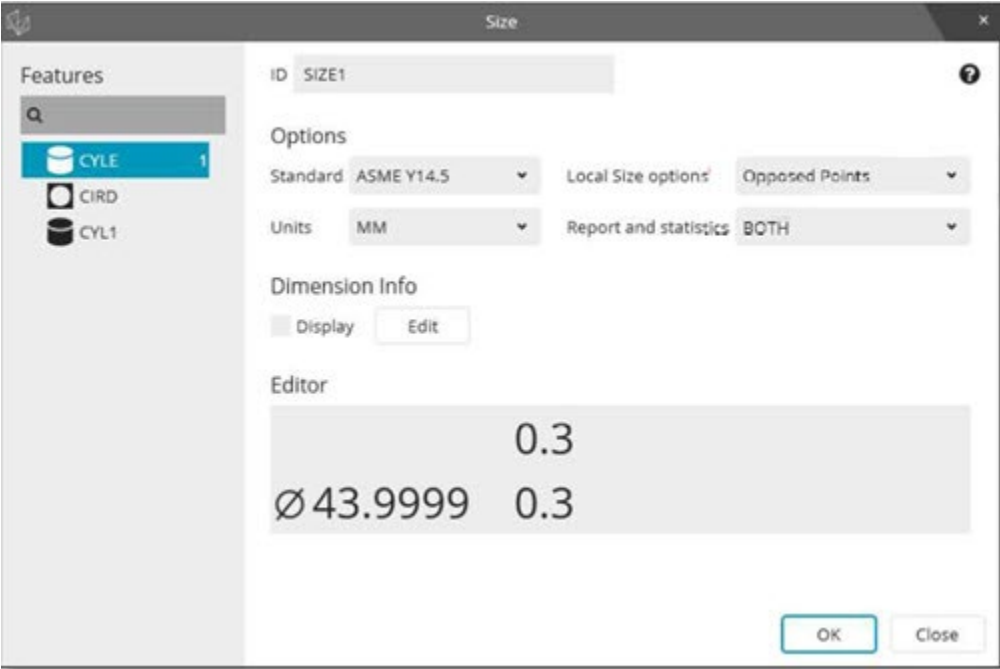 Size
Features
CYLE 1
CIRD
CYL1
ID SIZE1
Options
Standard ASME Y14.5 Local Size options Opposed Points
Units MM Report and statistics BOTH
Dimension Info
Display Edit
Editor
0.3
∅ 43.9999 0.3
OK Close